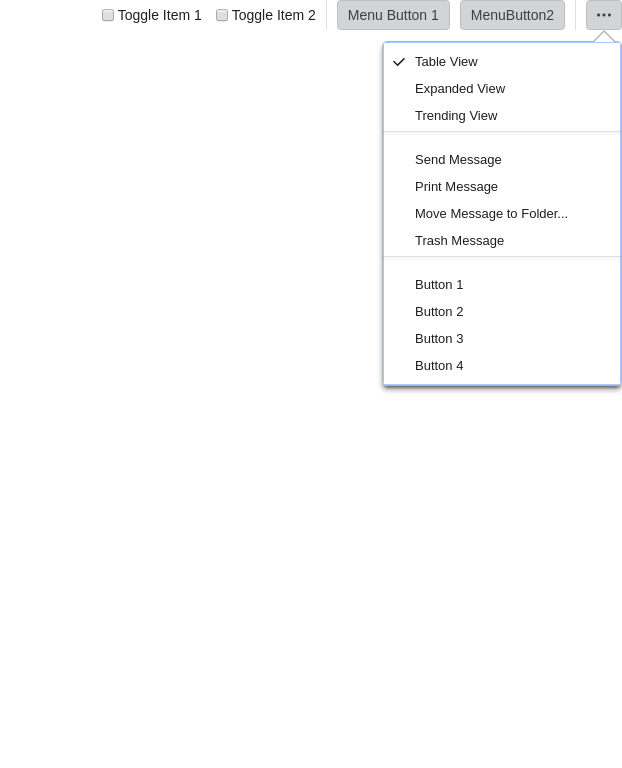 Toggle Item 1 Toggle Item 2 Menu Button 1 MenuButton2
Table View
Expanded View
Trending View
Send Message
Print Message
Move Message to Folder...
Trash Message
Button 1
Button 2
Button 3
Button 4